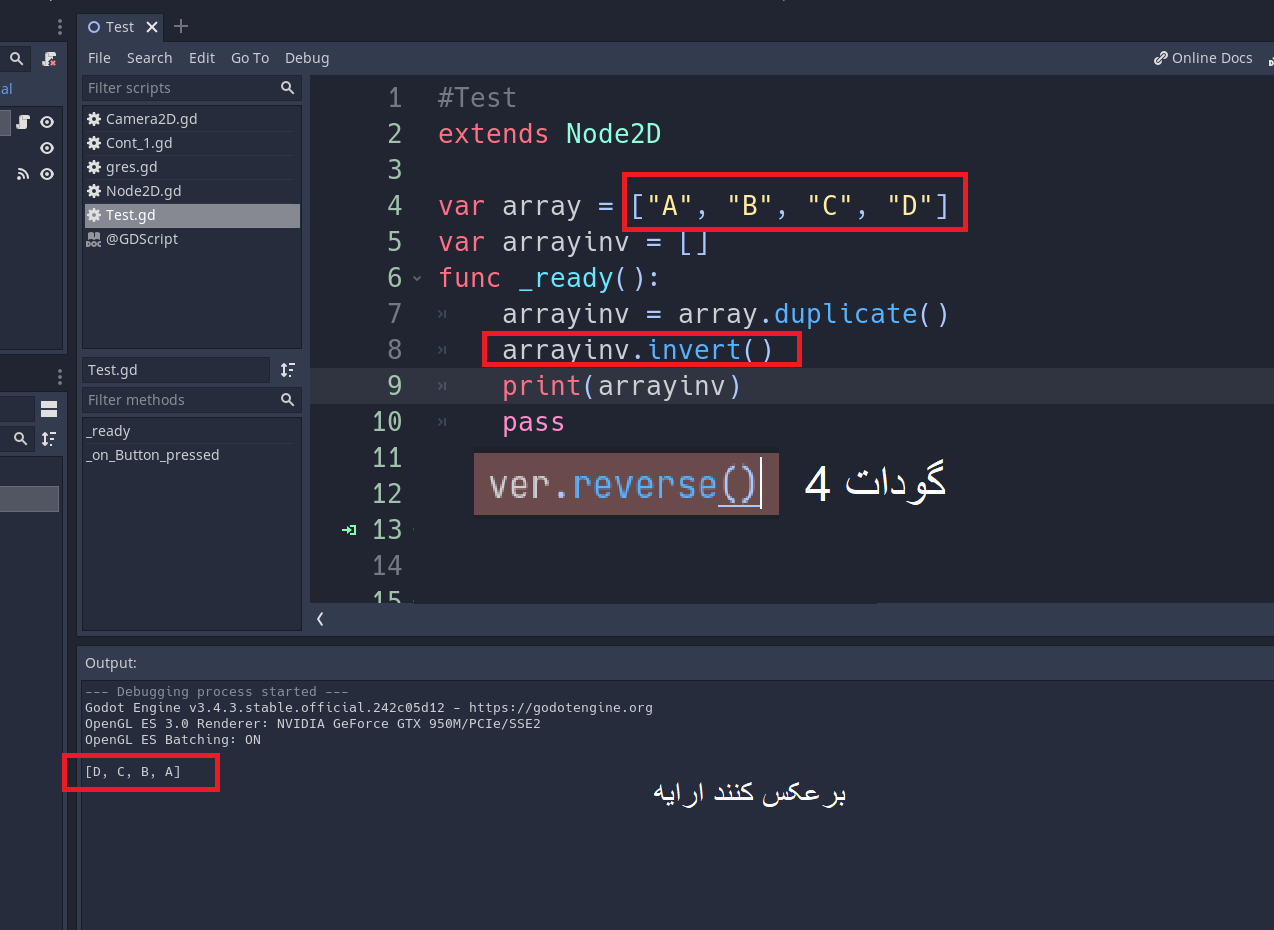 Test
File Search Edit Go To Debug
Online Docs
al
Filter scripts
Camera2D.gd
Cont_1.gd
gres.gd
Node2D.gd
Test.gd
@GDScript
Test.gd
Filter methods
_ready
_on_Button_pressed
1 #Test
2 extends Node2D
3
4 var array = ["A", "B", "C", "D"]
5 var arrayinv = []
6 func _ready():
7 arrayinv = array.duplicate()
8 arrayinv.invert()
9 print(arrayinv)
10 pass
11
12
13
14
15
ver.reverse()
گودات 4
Output:
--- Debugging process started ---
Godot Engine v3.4.3.stable.official.242c05d12 - https://godotengine.org
OpenGL ES 3.0 Renderer: NVIDIA GeForce GTX 950M/PCIe/SSE2
OpenGL ES Batching: ON
[D, C, B, A]
برعکس کنند ارایه